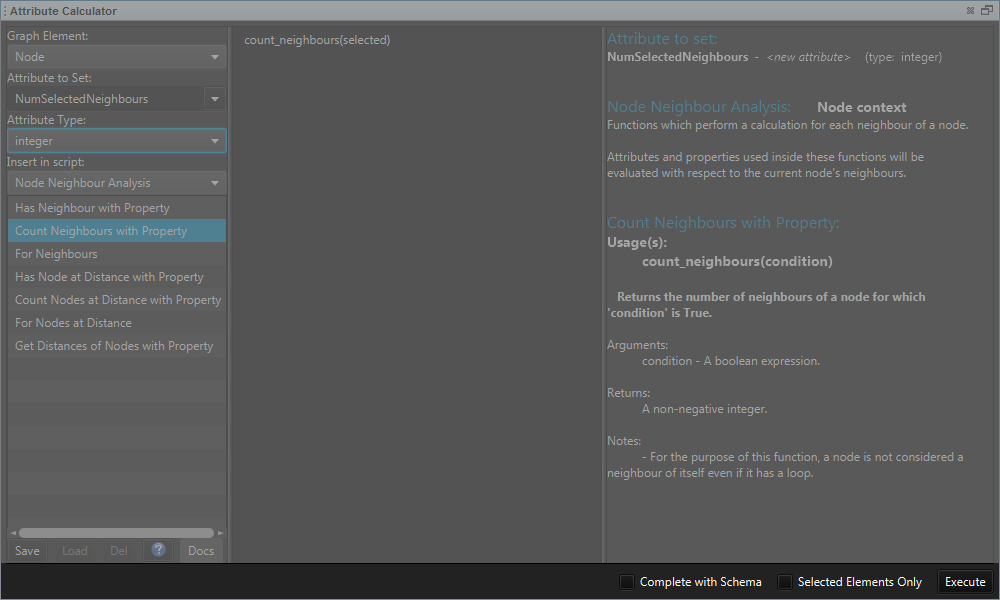 Attribute Calculator
Graph Element:
Node
Attribute to Set:
NumSelectedNeighbours
Attribute Type:
integer
Insert in script:
Node Neighbour Analysis
Has Neighbour with Property
Count Neighbours with Property
For Neighbours
Has Node at Distance with Property
Count Nodes at Distance with Property
For Nodes at Distance
Get Distances of Nodes with Property
Save Load Del ? Docs
count_neighbours(selected)
Attribute to set:
NumSelectedNeighbours - <new attribute> (type: integer)
Node Neighbour Analysis: Node context
Functions which perform a calculation for each neighbour of a node.
Attributes and properties used inside these functions will be
evaluated with respect to the current node's neighbours.
Count Neighbours with Property:
Usage(s):
count_neighbours(condition)
Returns the number of neighbours of a node for which
'condition' is True.
Arguments:
condition - A boolean expression.
Returns:
A non-negative integer.
Notes:
- For the purpose of this function, a node is not considered a
neighbour of itself even if it has a loop.
Complete with Schema Selected Elements Only Execute